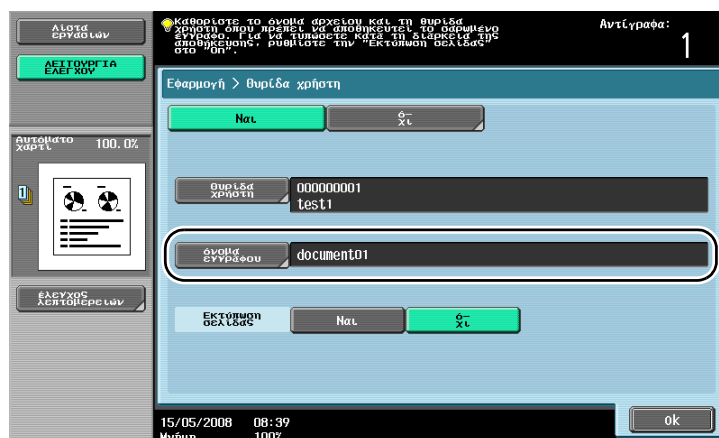 Λίστα
εργασιών
ΛΕΙΤΟΥΡΓΙΑ
ΕΛΕΓΧΟΥ
Αυτόματο
χαρτί
100.0%
έλεγχος
λεπτομερειών
Καθορίστε το όνομα αρχείου και τη θυρίδα
χρήστη όπου πρέπει να αποθηκευτεί το σαρωμένο
έγγραφο. Για να τυπώσετε κατά τη διάρκεια της
αποθήκευσης, ρυθμίστε την "Εκτύπωση σελίδας"
στο "On".
Αντίγραφα:
1
Εφαρμογή > θυρίδα χρήστη
Ναι
ό-
χι
θυρίδα
χρήστη
000000001
test1
όνομα
εγγράφου
document01
Εκτύπωση
σελίδας
Ναι
ό-
χι
15/05/2008 08:39
Μνήμη 100%
ok